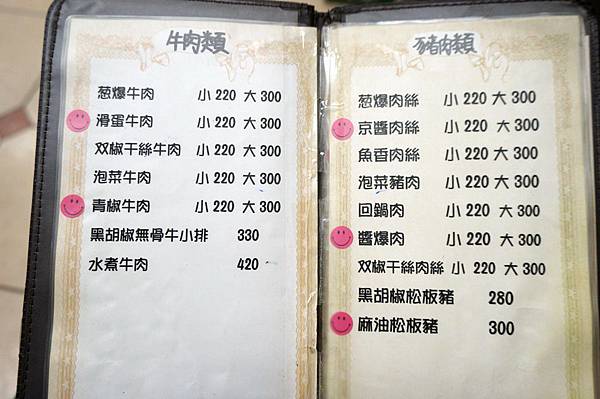 牛肉類
葱爆牛肉 小 220 大 300
滑蛋牛肉 小 220 大 300
双椒干絲牛肉 小 220 大 300
泡菜牛肉 小 220 大 300
青椒牛肉 小 220 大 300
黑胡椒無骨牛小排 330
水煮牛肉 420
豬肉類
葱爆肉絲 小 220 大 300
京醬肉絲 小 220 大 300
魚香肉絲 小 220 大 300
泡菜豬肉 小 220 大 300
回鍋肉 小 220 大 300
醬爆肉 小 220 大 300
双椒干絲肉絲 小 220 大 300
黑胡椒松板豬 280
麻油松板豬 300